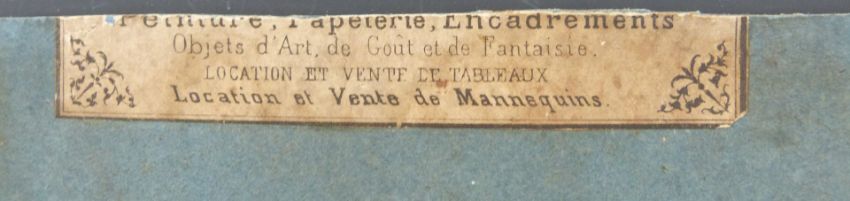 Peinture, Papeterie, Encadrements
Objets d'Art, de Goût et de Fantaisie.
LOCATION ET VENTE DE TABLEAUX
Location et Vente de Mannequins.